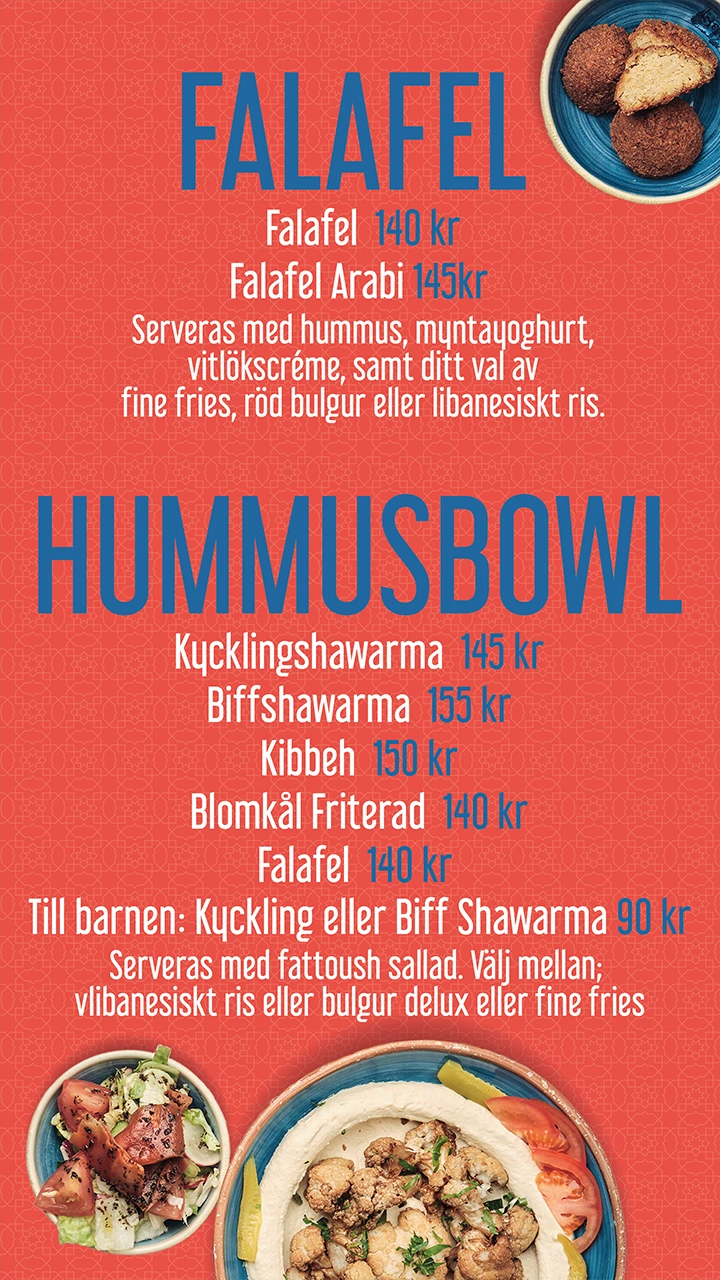 FALAFEL
Falafel 140 kr
Falafel Arabi 145kr
Serveras med hummus, myntayoghurt,
vitlökscréme, samt ditt val av
fine fries, röd bulgur eller libanesiskt ris.
HUMMUSBOWL
Kycklingshawarma 145 kr
Biffshawarma 155 kr
Kibbeh 150 kr
Blomkål Friterad 140 kr
Falafel 140 kr
Till barnen: Kyckling eller Biff Shawarma 90 kr
Serveras med fattoush sallad. Välj mellan;
vlibanesiskt ris eller bulgur delux eller fine fries